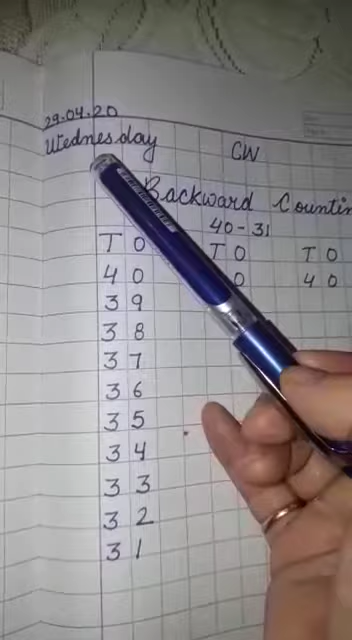 29.04.20
Wednesday
CW
Backward Countin
40-31
T O T O T O
4 0 0 4 0
3 9
3 8
3 7
3 6
3 5
3 4
3 3
3 2
3 1